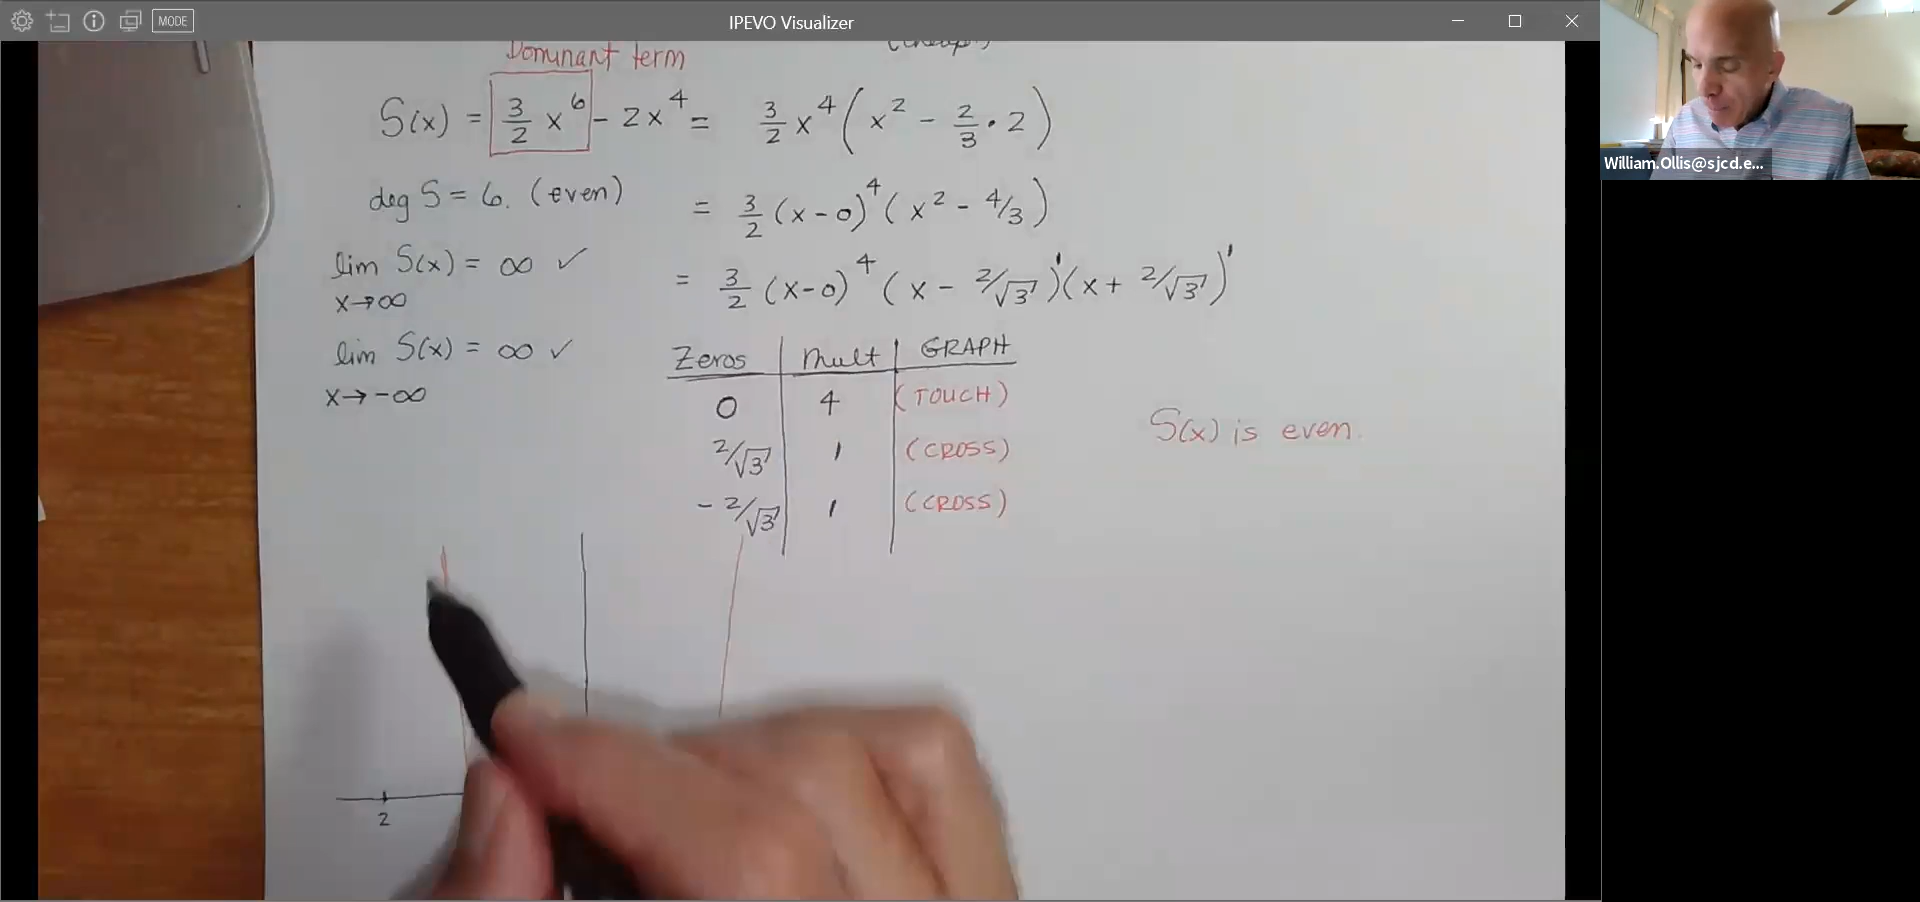 MODE
IPEVO Visualizer
William.Ollis@sjcd.e...
Dominant term
S(x) = 3/2 x^6 - 2x^4 = 3/2 x^4 ( x^2 - 2/3 · 2 )
deg S = 6. (even)
= 3/2 (x-0)^4 ( x^2 - 4/3 )
lim S(x) = ∞ ✓
x→∞
= 3/2 (x-0)^4 ( x - 2/√3 )^1 ( x + 2/√3 )^1
lim S(x) = ∞ ✓
x→-∞
Zeros | Mult | GRAPH
0 | 4 | (TOUCH)
2/√3 | 1 | (CROSS)
- 2/√3 | 1 | (CROSS)
S(x) is even.
2